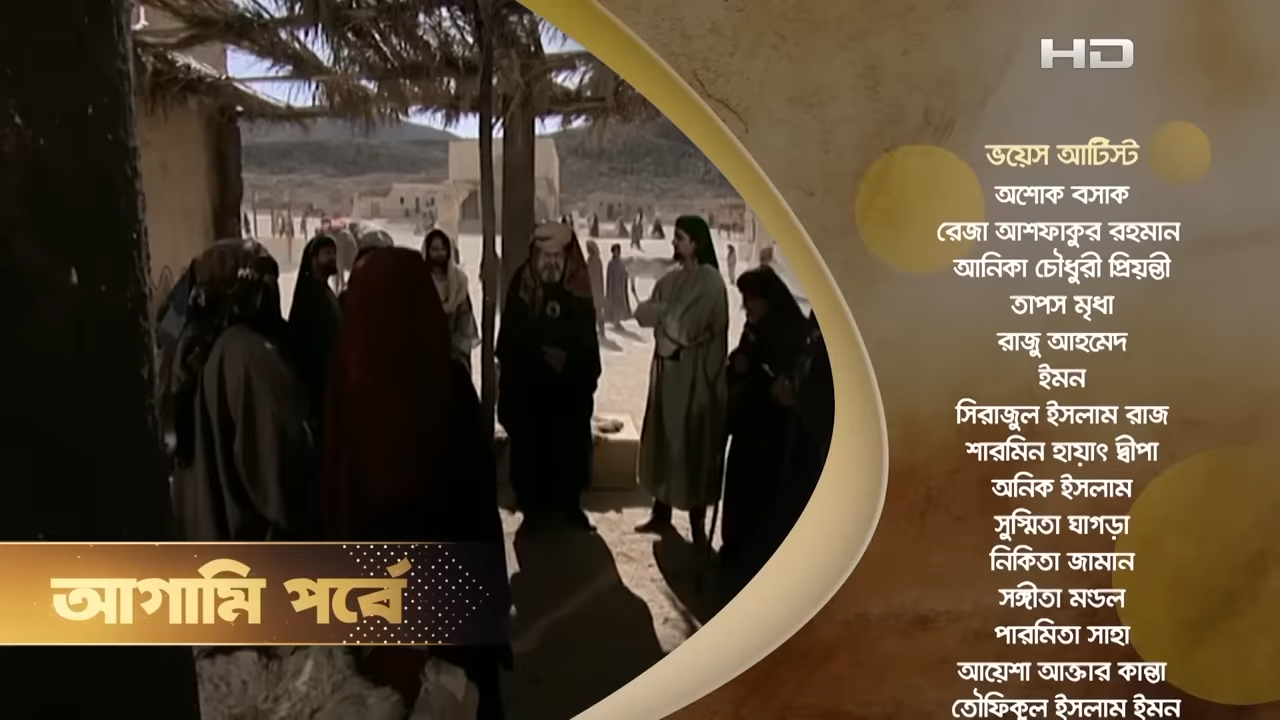 HD
ভয়েস আর্টিস্ট
অশোক বসাক
রেজা আশফাকুর রহমান
আনিকা চৌধুরী প্রিয়ন্তী
তাপস মৃধা
রাজু আহমেদ
ইমন
সিরাজুল ইসলাম রাজ
শারমিন হায়াৎ দ্বীপা
অনিক ইসলাম
সুস্মিতা ঘাগড়া
নিকিতা জামান
সঙ্গীতা মণ্ডল
পারমিতা সাহা
আয়েশা আক্তার কান্তা
তৌফিকুল ইসলাম ইমন
আগামি পর্বে